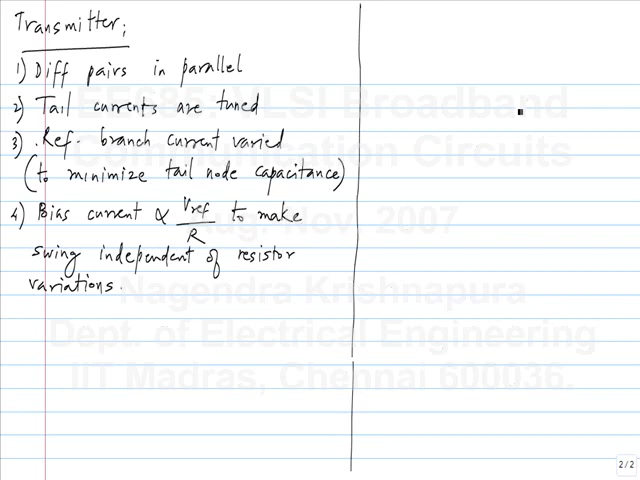 Transmitter;
1) Diff pairs in parallel
2) Tail currents are tuned
3) . Ref. branch current varied
(to minimize tail node capacitance)
4) Bias current ∝ Vref/R to make
swing independent of resistor
variations.
EE685: VLSI Broadband
Communication Circuits
Aug.-Nov. 2007
Nagendra Krishnapura
Dept. of Electrical Engineering
IIT Madras, Chennai 600036.
2/2